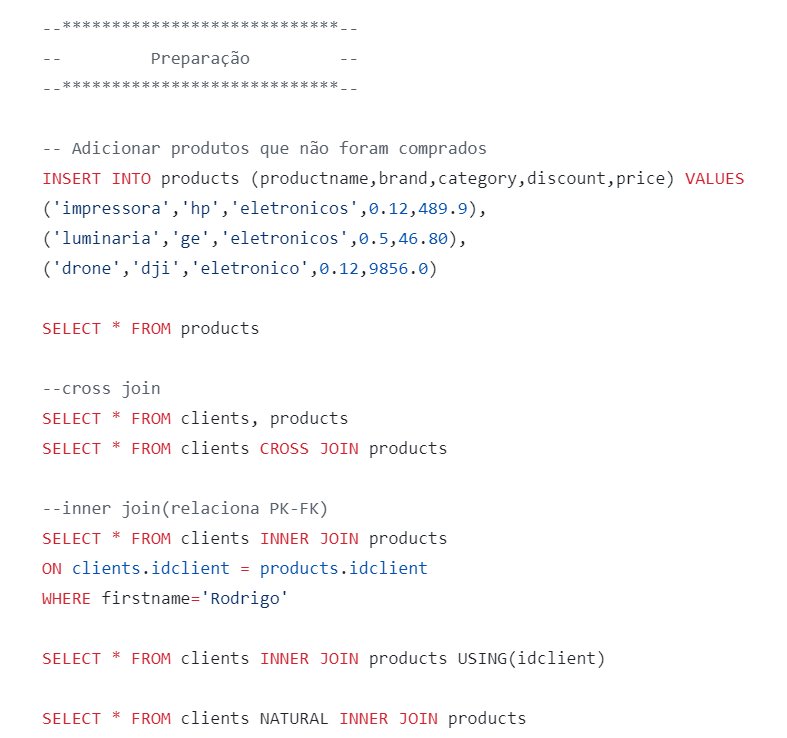 --****************************--
--         Preparação         --
--****************************--
-- Adicionar produtos que não foram comprados
INSERT INTO products (productname,brand,category,discount,price) VALUES
('impressora','hp','eletronicos',0.12,489.9),
('luminaria','ge','eletronicos',0.5,46.80),
('drone','dji','eletronico',0.12,9856.0)
SELECT * FROM products
--cross join
SELECT * FROM clients, products
SELECT * FROM clients CROSS JOIN products
--inner join(relaciona PK-FK)
SELECT * FROM clients INNER JOIN products
ON clients.idclient = products.idclient
WHERE firstname='Rodrigo'
SELECT * FROM clients INNER JOIN products USING(idclient)
SELECT * FROM clients NATURAL INNER JOIN products